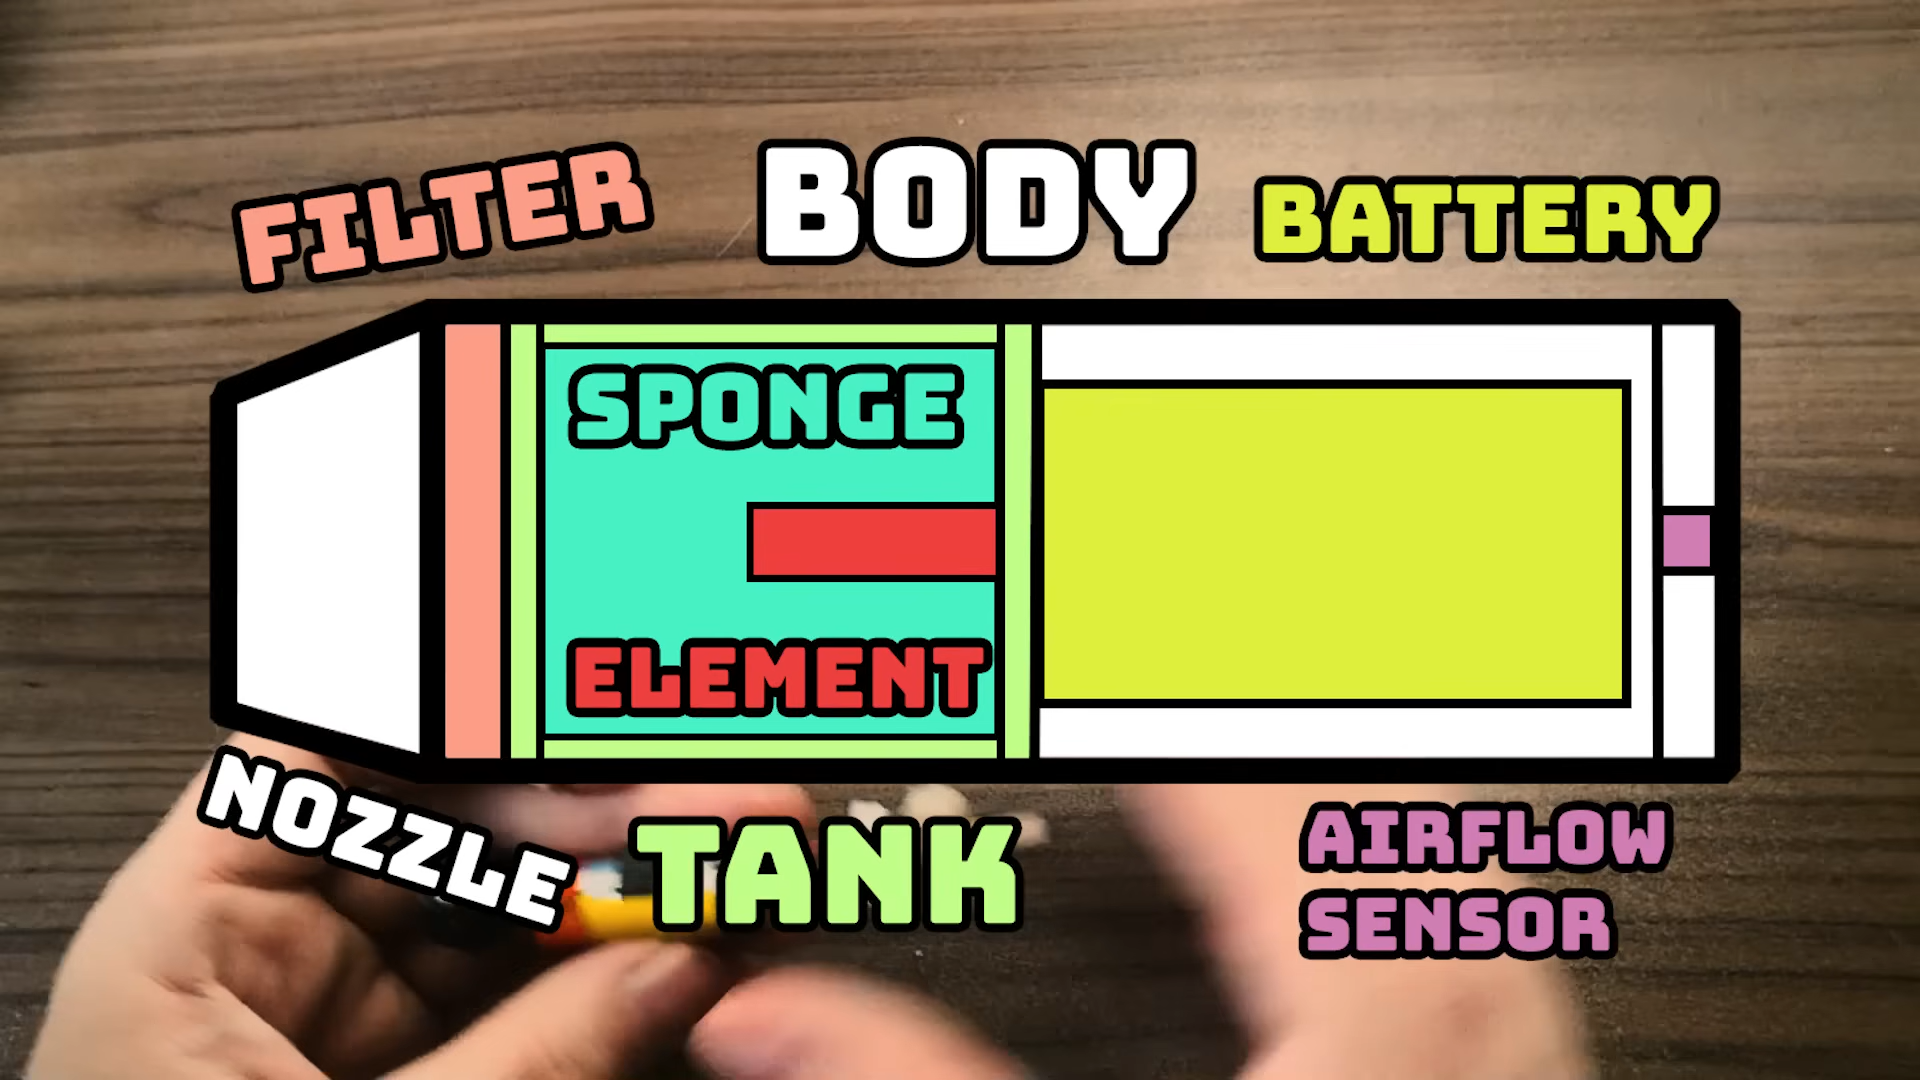 FILTER
BODY
BATTERY
SPONGE
ELEMENT
NOZZLE
TANK
AIRFLOW
SENSOR